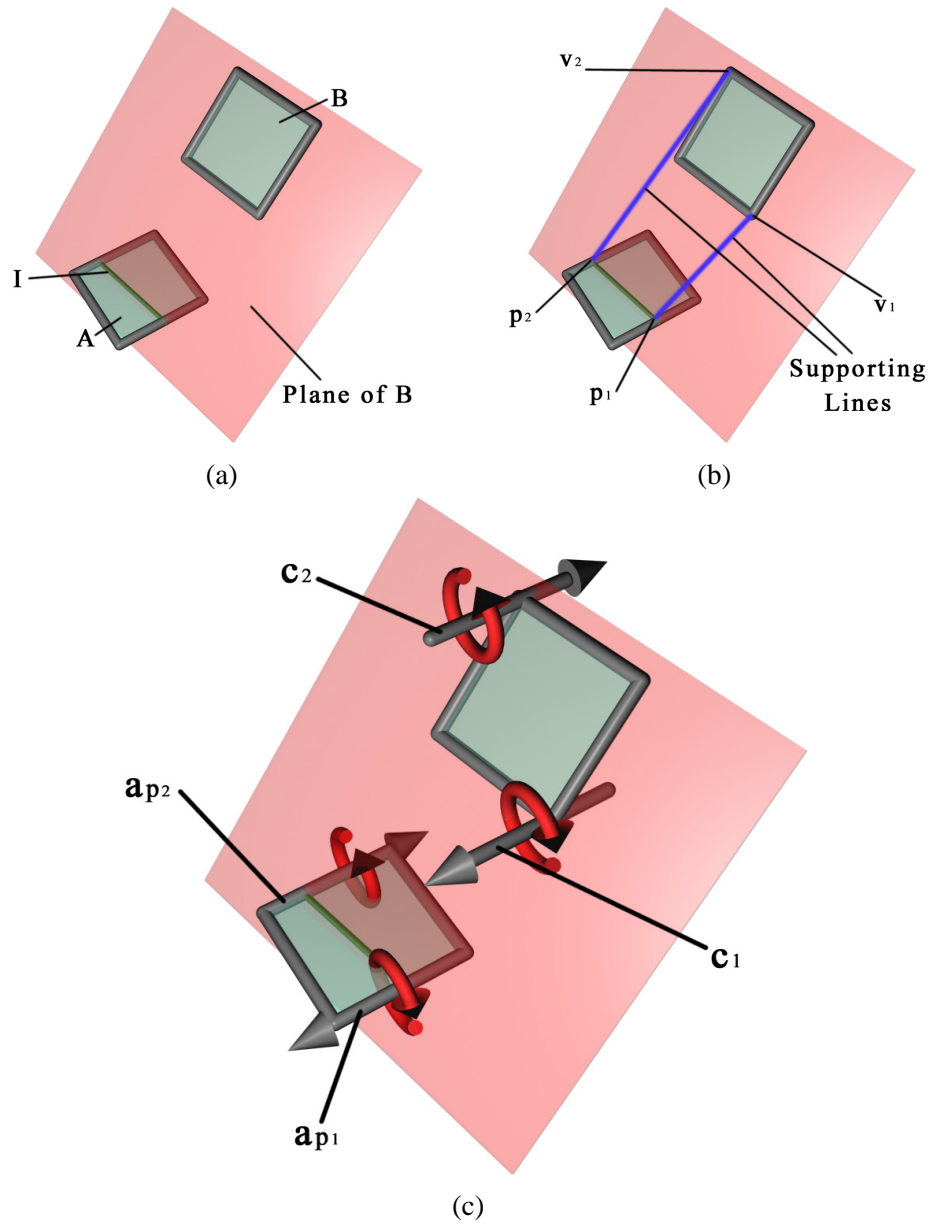 B
I
A
Plane of B
(a)
v2
p2
v1
p1
Supporting
Lines
(b)
c2
ap2
c1
ap1
(c)